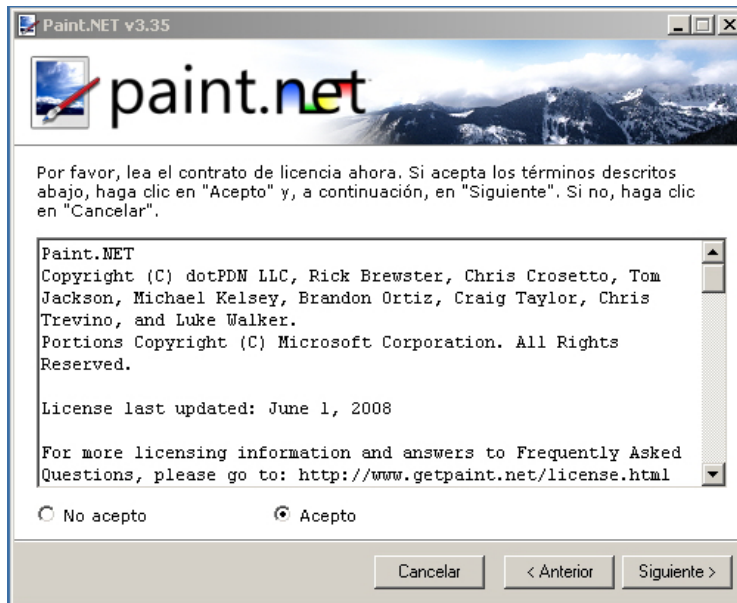 Paint.NET v3.35
paint.net
Por favor, lea el contrato de licencia ahora. Si acepta los términos descritos
abajo, haga clic en "Acepto" y, a continuación, en "Siguiente". Si no, haga clic
en "Cancelar".
Paint.NET
Copyright (C) dotPDN LLC, Rick Brewster, Chris Crosetto, Tom
Jackson, Michael Kelsey, Brandon Ortiz, Craig Taylor, Chris
Trevino, and Luke Walker.
Portions Copyright (C) Microsoft Corporation. All Rights
Reserved.
License last updated: June 1, 2008
For more licensing information and answers to Frequently Asked
Questions, please go to: http://www.getpaint.net/license.html
No acepto Acepto
Cancelar < Anterior Siguiente >